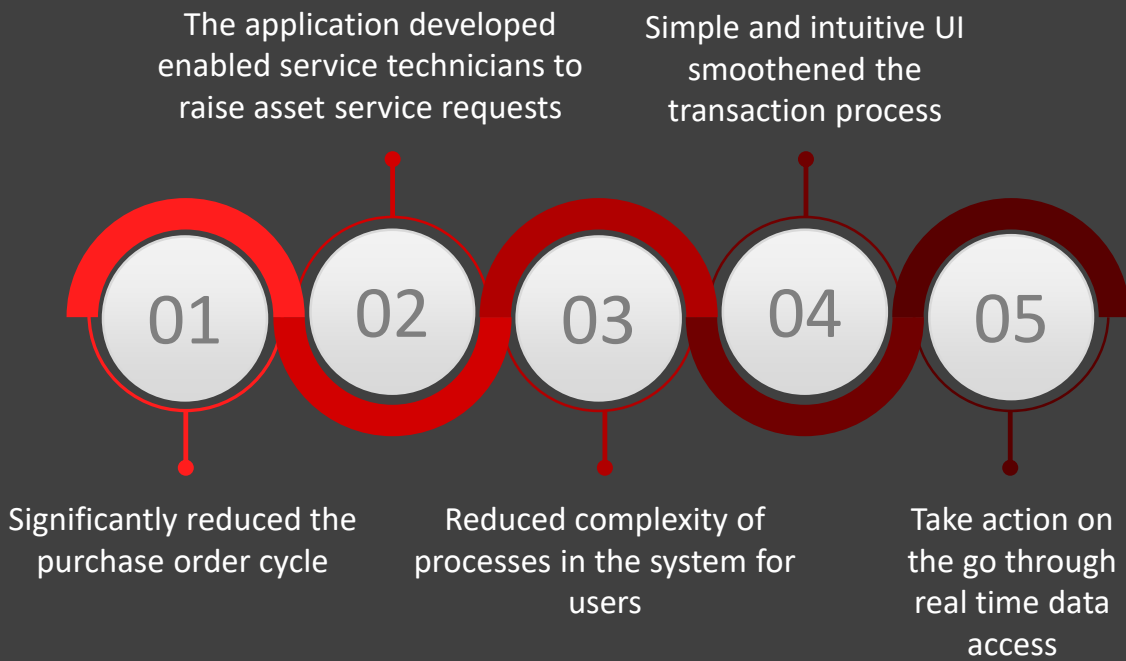 The application developed
enabled service technicians to
raise asset service requests
Simple and intuitive UI
smoothened the
transaction process
01
02
03
04
05
Significantly reduced the
purchase order cycle
Reduced complexity of
processes in the system for
users
Take action on
the go through
real time data
access